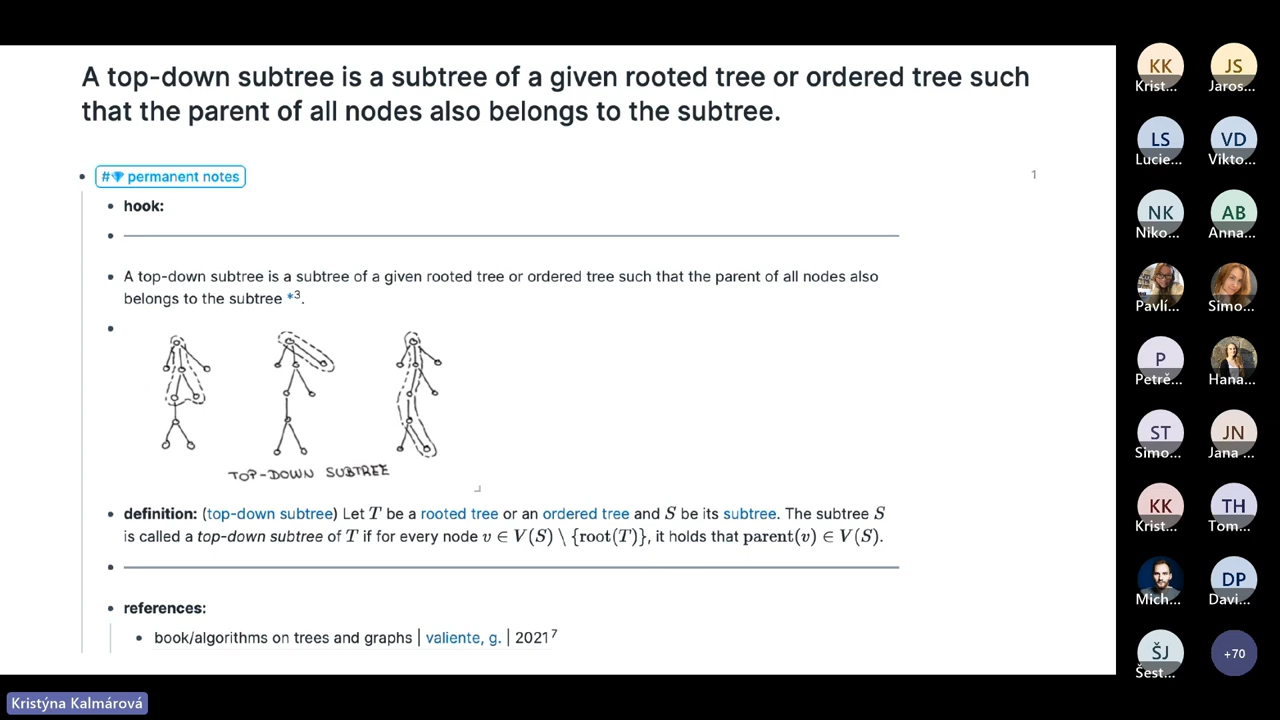 A top-down subtree is a subtree of a given rooted tree or ordered tree such
that the parent of all nodes also belongs to the subtree.
#💎 permanent notes
1
hook:
A top-down subtree is a subtree of a given rooted tree or ordered tree such that the parent of all nodes also
belongs to the subtree *3.
TOP-DOWN SUBTREE
definition: (top-down subtree) Let T be a rooted tree or an ordered tree and S be its subtree. The subtree S
is called a top-down subtree of T if for every node v ∈ V(S) \ {root(T)}, it holds that parent(v) ∈ V(S).
references:
book/algorithms on trees and graphs | valiente, g. | 2021⁷
KK JS
Krist... Jaros...
LS VD
Lucie... Vikto...
NK AB
Niko... Anna...
Pavlí... Simo...
P
Petrě... Hana...
ST JN
Simo... Jana ...
KK TH
Krist... Tom...
DP
Mich... Davi...
ŠJ +70
Šest...
Kristýna Kalmárová